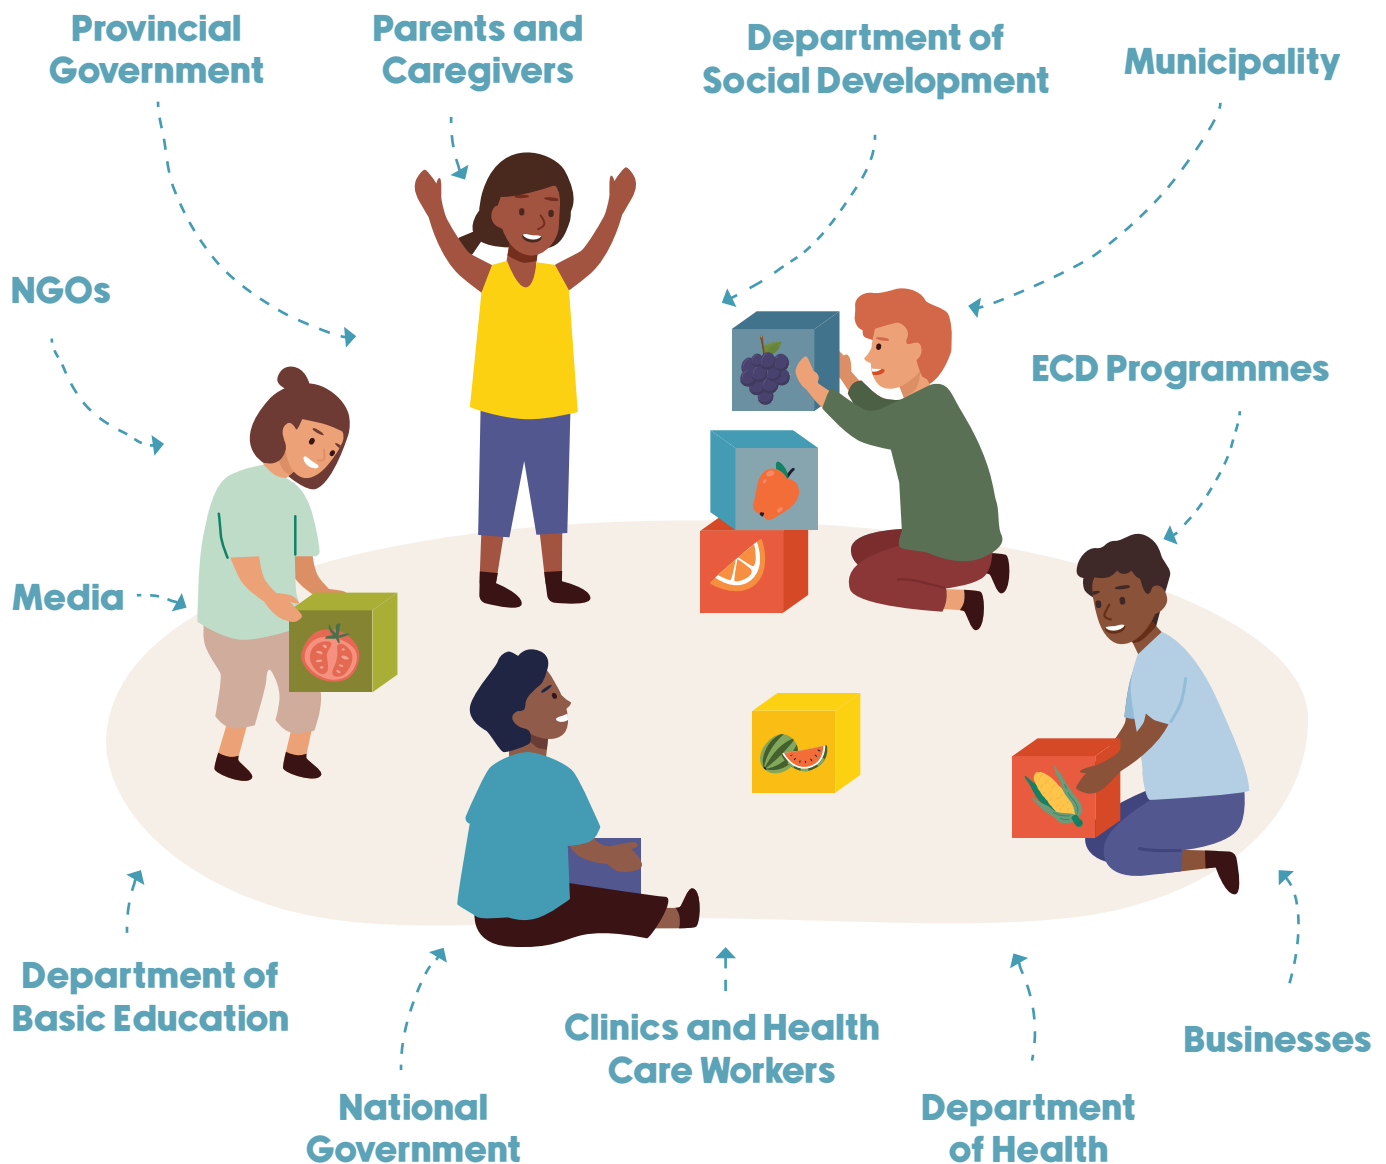 Provincial
Government
Parents and
Caregivers
Department of
Social Development
Municipality
NGOs
ECD Programmes
Media
Department of
Basic Education
National
Government
Clinics and Health
Care Workers
Department
of Health
Businesses